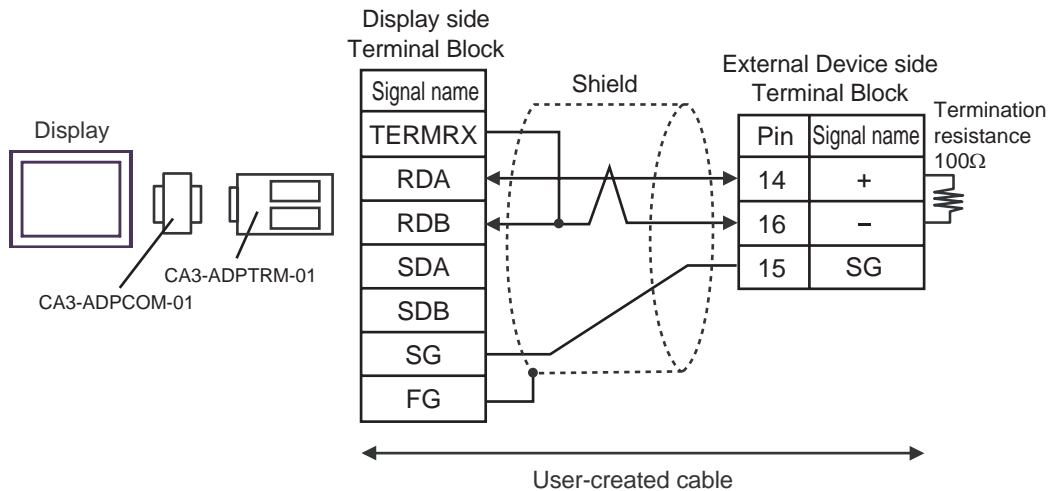 Display side
Terminal Block
Signal name
TERMRX
RDA
RDB
SDA
SDB
SG
FG
Shield
External Device side
Terminal Block
Pin
Signal name
14
+
16
−
15
SG
Termination
resistance
100Ω
Display
CA3-ADPTRM-01
CA3-ADPCOM-01
User-created cable